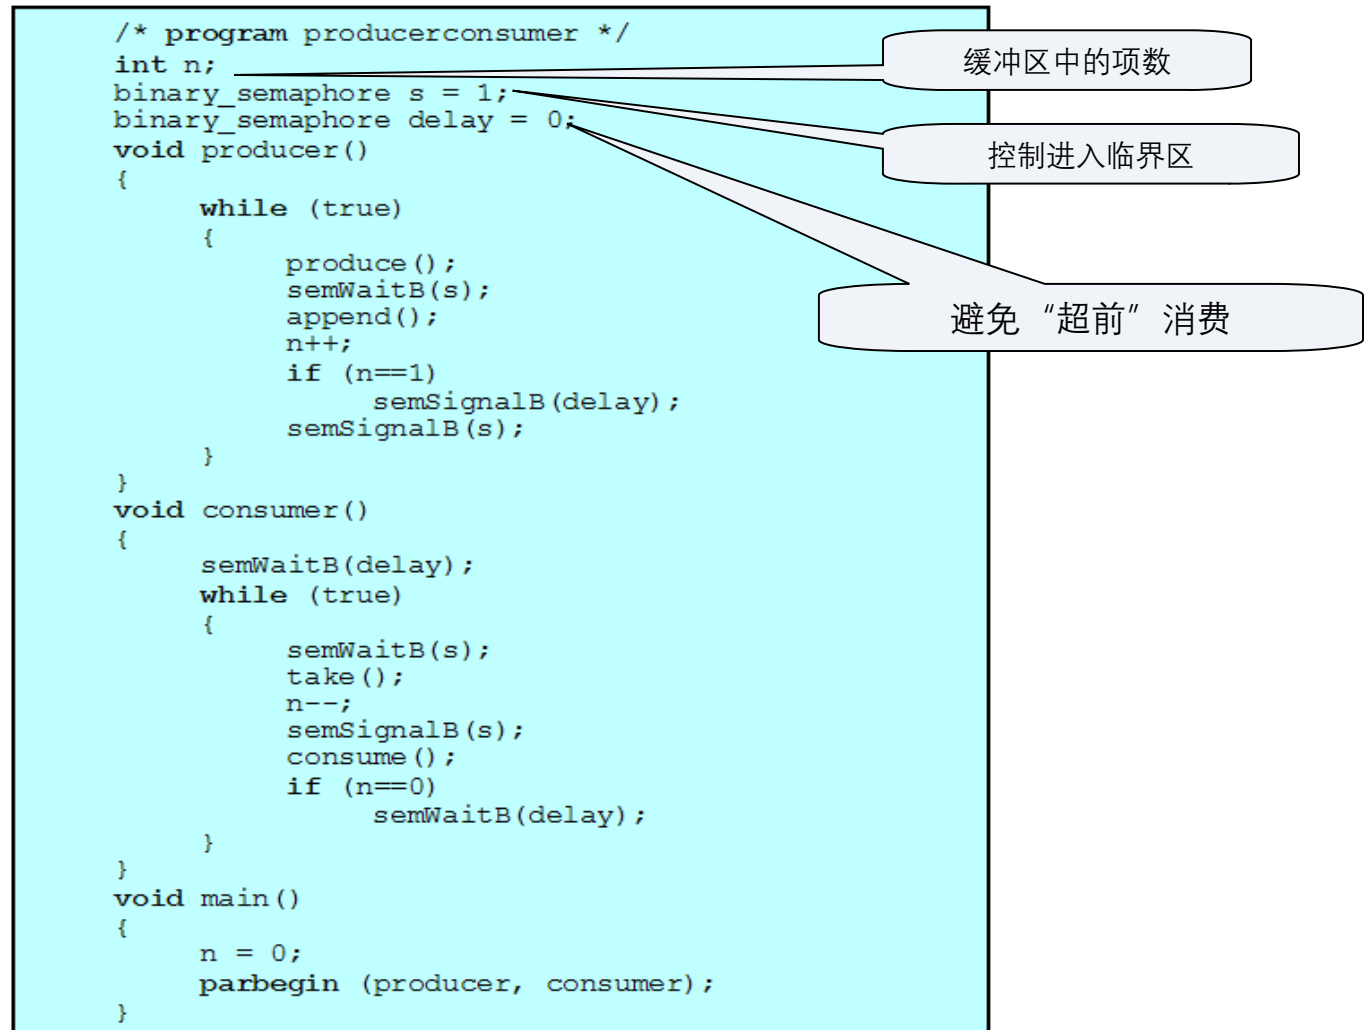 /* program producerconsumer */
int n;
缓冲区中的项数
binary_semaphore s = 1;
binary_semaphore delay = 0;
控制进入临界区
void producer()
{
     while (true)
     {
          produce();
          semWaitB(s);
          append();
避免“超前”消费
          n++;
          if (n==1)
               semSignalB(delay);
          semSignalB(s);
     }
}
void consumer()
{
     semWaitB(delay);
     while (true)
     {
          semWaitB(s);
          take();
          n--;
          semSignalB(s);
          consume();
          if (n==0)
               semWaitB(delay);
     }
}
void main()
{
     n = 0;
     parbegin (producer, consumer);
}